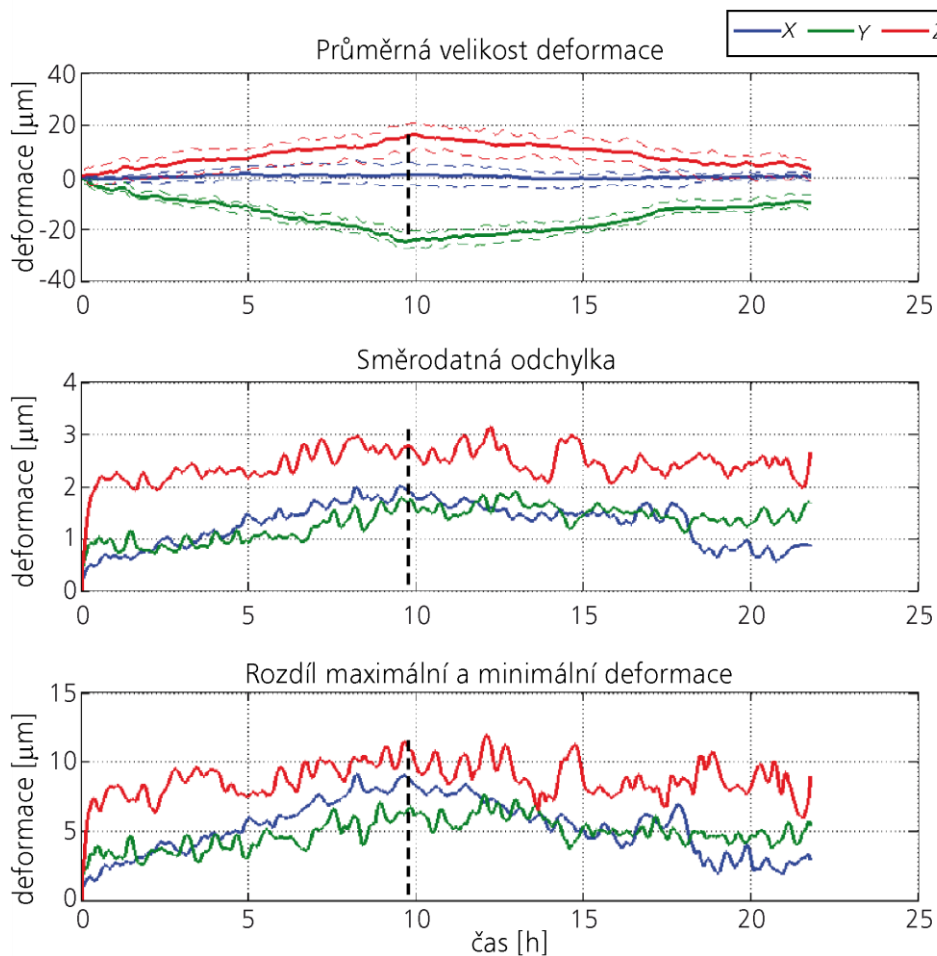 X Y Z
Průměrná velikost deformace
deformace [µm]
40
20
0
-20
-40
0 5 10 15 20 25
Směrodatná odchylka
deformace [µm]
4
3
2
1
0
0 5 10 15 20 25
Rozdíl maximální a minimální deformace
deformace [µm]
15
10
5
0
0 5 10 15 20 25
čas [h]